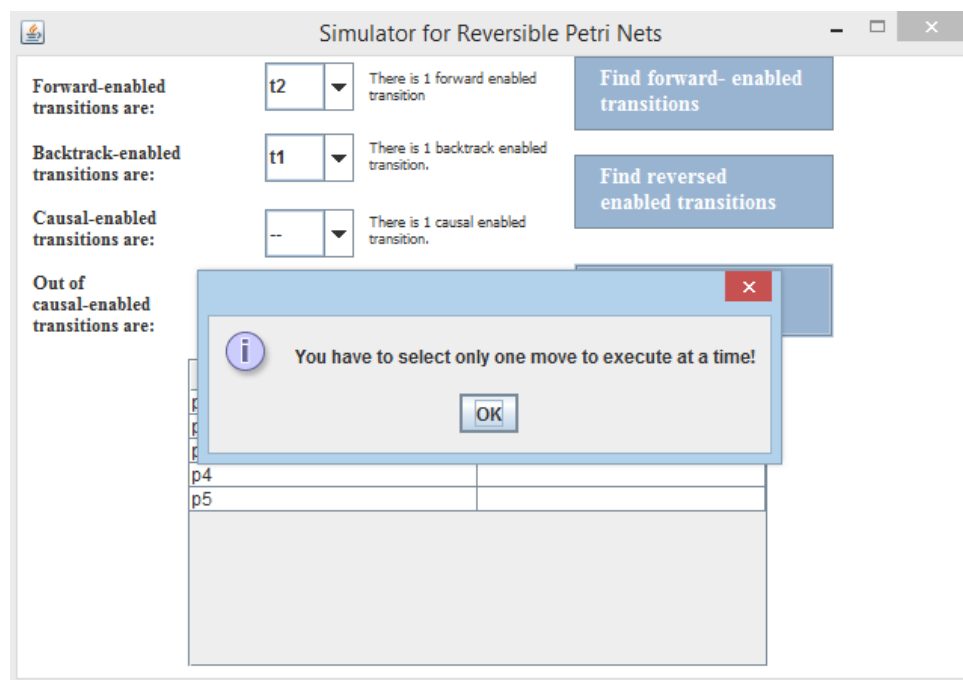 Simulator for Reversible Petri Nets
Forward-enabled
transitions are:
t2
There is 1 forward enabled
transition
Find forward- enabled
transitions
Backtrack-enabled
transitions are:
t1
There is 1 backtrack enabled
transition.
Find reversed
enabled transitions
Causal-enabled
transitions are:
--
There is 1 causal enabled
transition.
Out of
causal-enabled
transitions are:
You have to select only one move to execute at a time!
OK
p4
p5